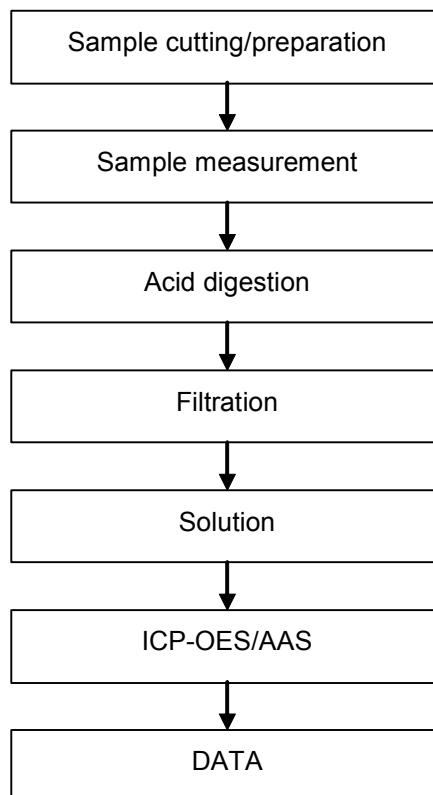 Sample cutting/preparation
Sample measurement
Acid digestion
Filtration
Solution
ICP-OES/AAS
DATA